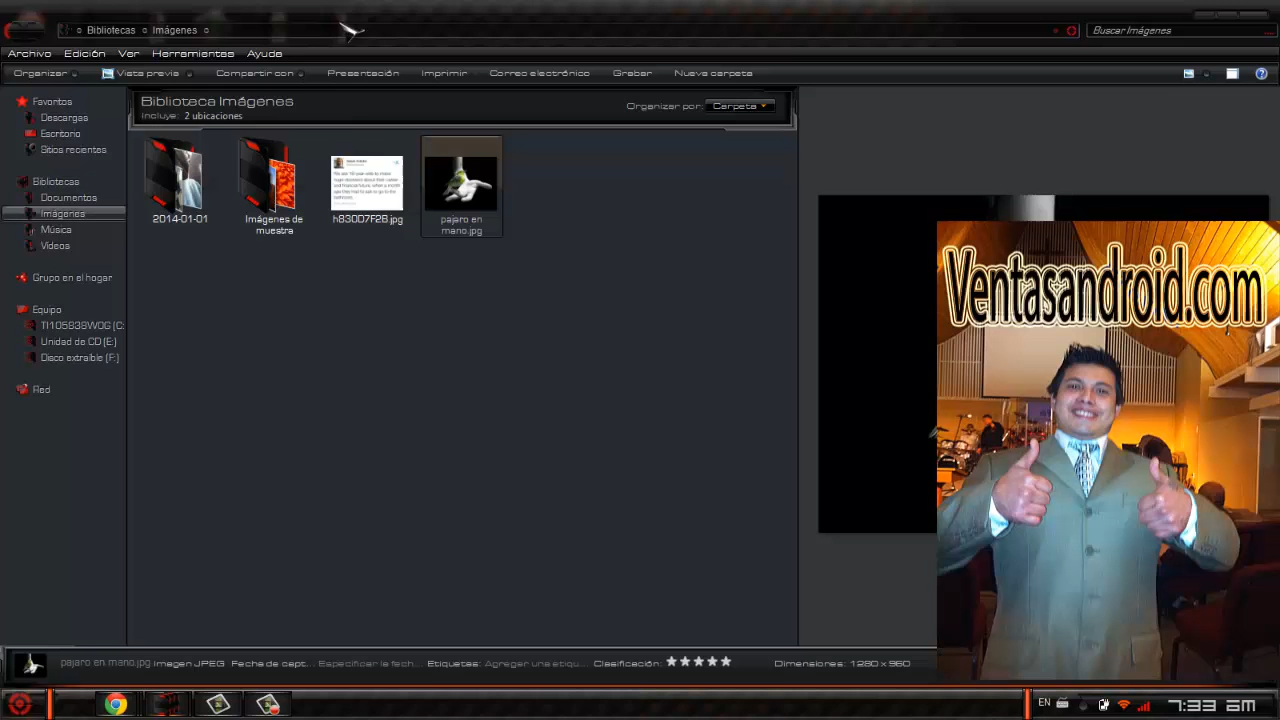 Bibliotecas Imágenes
Buscar Imágenes
Archivo Edición Ver Herramientas Ayuda
Organizar Vista previa Compartir con Presentación Imprimir Correo electrónico Grabar Nueva carpeta
Favoritos
Descargas
Escritorio
Sitios recientes
Bibliotecas
Documentos
Imágenes
Música
Vídeos
Grupo en el hogar
Equipo
TI105838W0G (C:
Unidad de CD (E:)
Disco extraíble (F:)
Red
Biblioteca Imágenes
Incluye: 2 ubicaciones
Organizar por: Carpeta
2014-01-01
Imágenes de
muestra
h83007F2B.jpg
pajaro en
mano.jpg
Ventasandroid.com
pajaro en mano.jpg Imagen JPEG Fecha de capt... Especificar la fech... Etiquetas: Agregar una etiqu... Clasificación: Dimensiones: 1280 x 960
EN 7:33 am